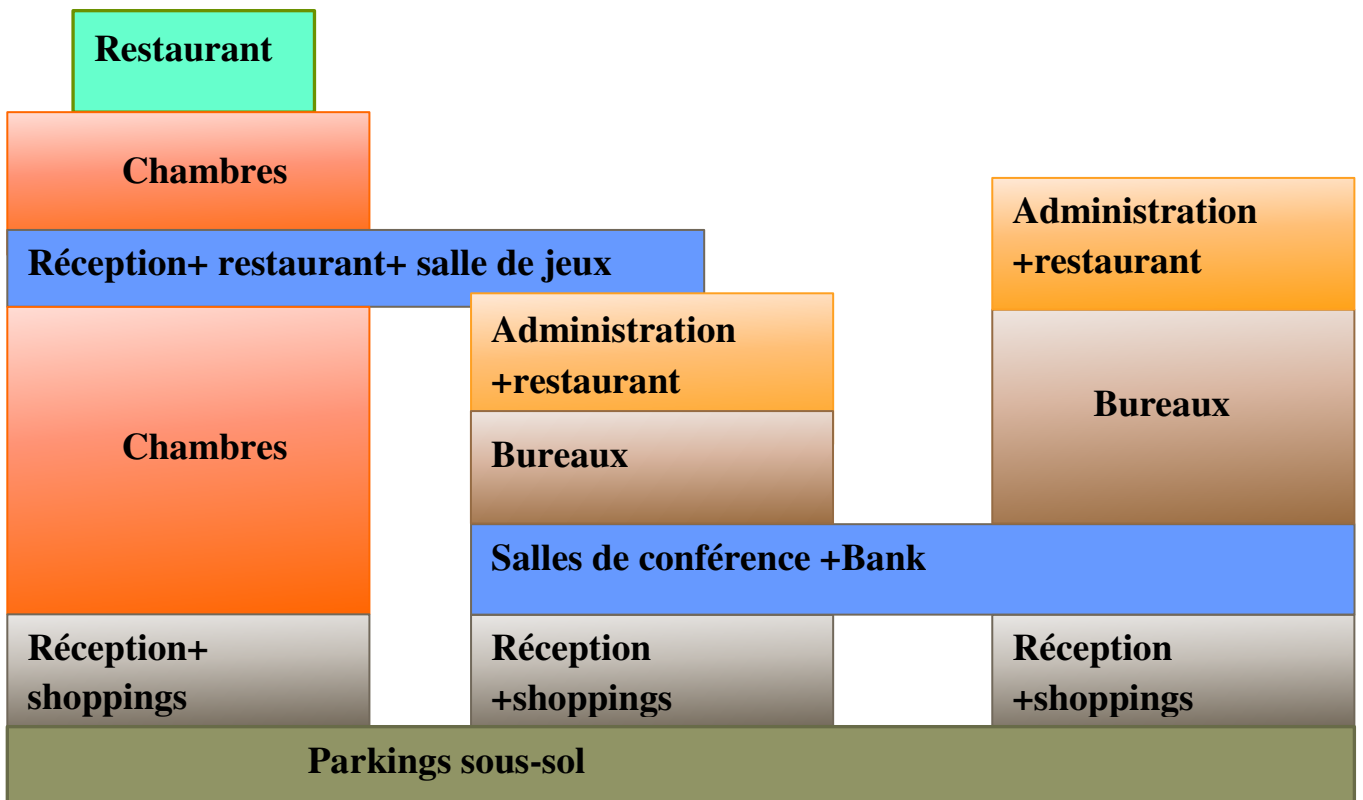 Restaurant
Chambres
Réception+ restaurant+ salle de jeux
Chambres
Réception+
shoppings
Administration
+restaurant
Bureaux
Administration
+restaurant
Bureaux
Salles de conférence +Bank
Réception
+shoppings
Réception
+shoppings
Parkings sous-sol